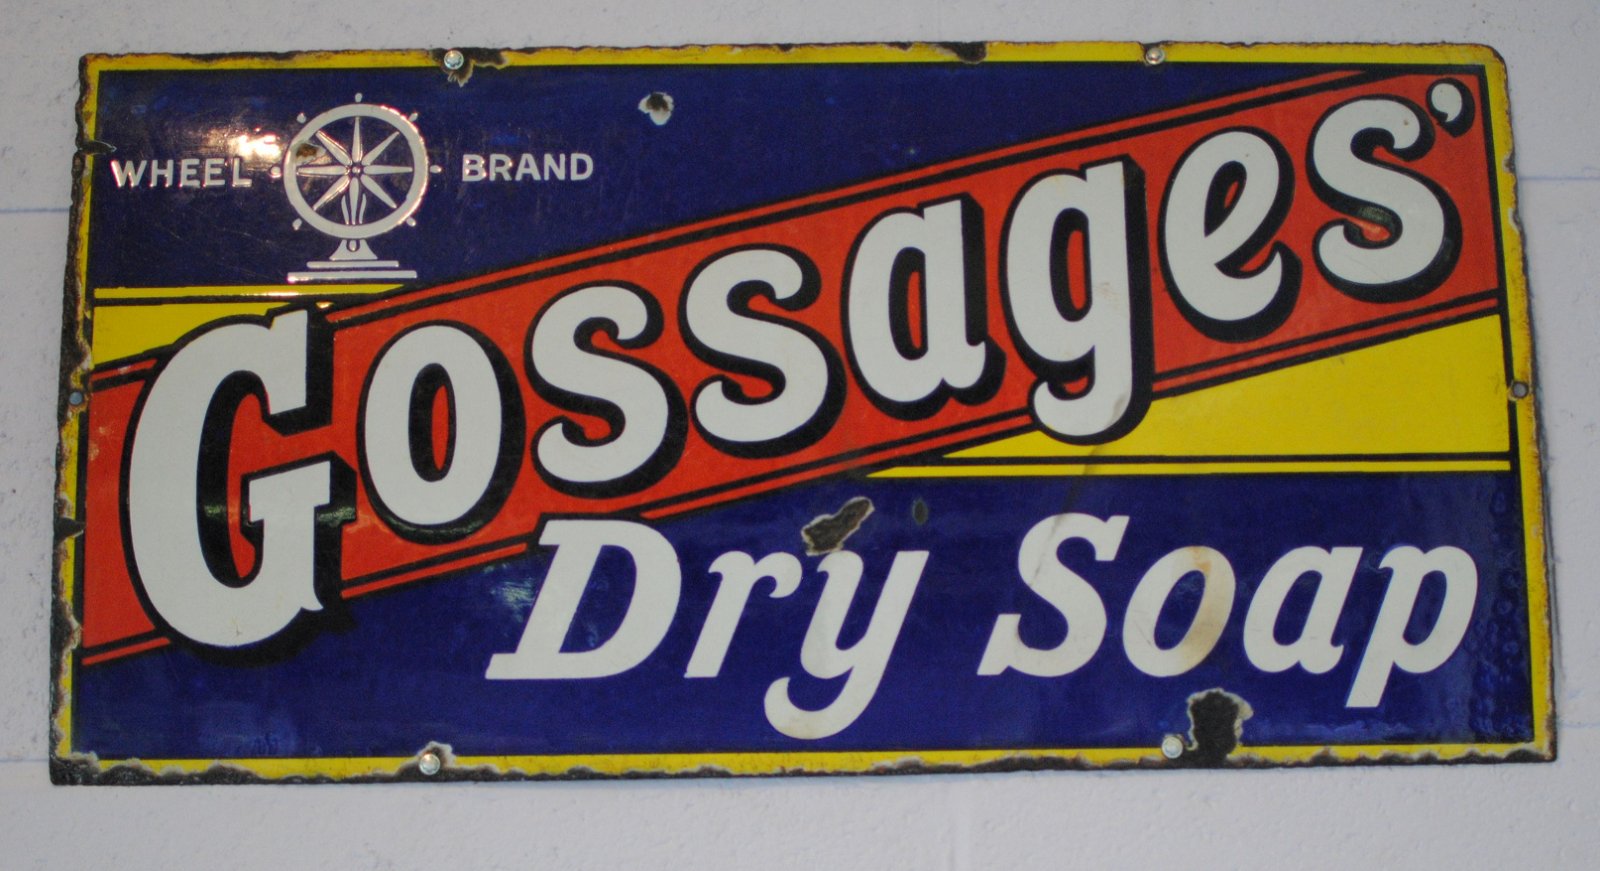 WHEEL BRAND
Gossages'
Dry Soap